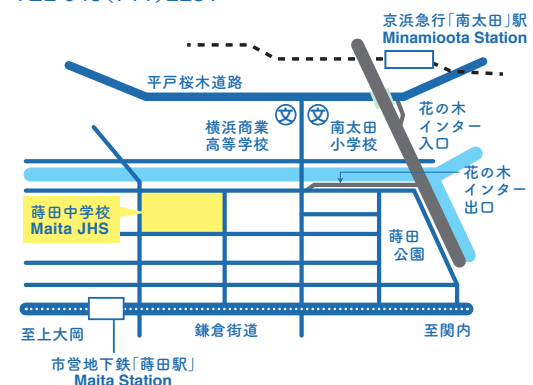 京浜急行「南太田」駅
Minamioota Station
平戸桜木道路
横浜商業
高等学校
文
文
南太田
小学校
花の木
インター
入口
花の木
インター
出口
蒔田中学校
Maita JHS
蒔田
公園
至上大岡
鎌倉街道
至関内
市営地下鉄「蒔田駅」
Maita Station